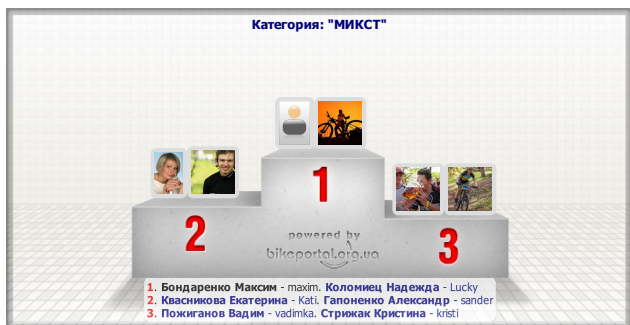 Категория: "МИКСТ"
1
2
3
powered by
bikeportal.org.ua
1. Бондаренко Максим - maxim. Коломиец Надежда - Lucky
2. Квасникова Екатерина - Kati. Гапоненко Александр - sander
3. Пожиганов Вадим - vadimka. Стрижак Кристина - kristi